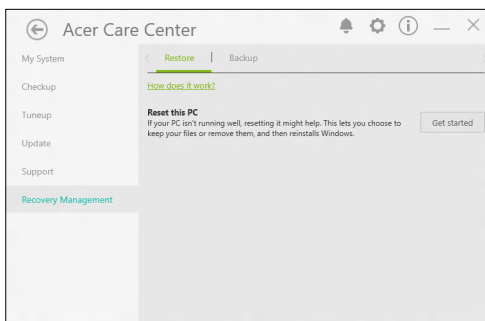 Acer Care Center
My System
Restore | Backup
Checkup
How does it work?
Tuneup
Reset this PC
If your PC isn't running well, resetting it might help. This lets you choose to
keep your files or remove them, and then reinstalls Windows.
Get started
Update
Support
Recovery Management